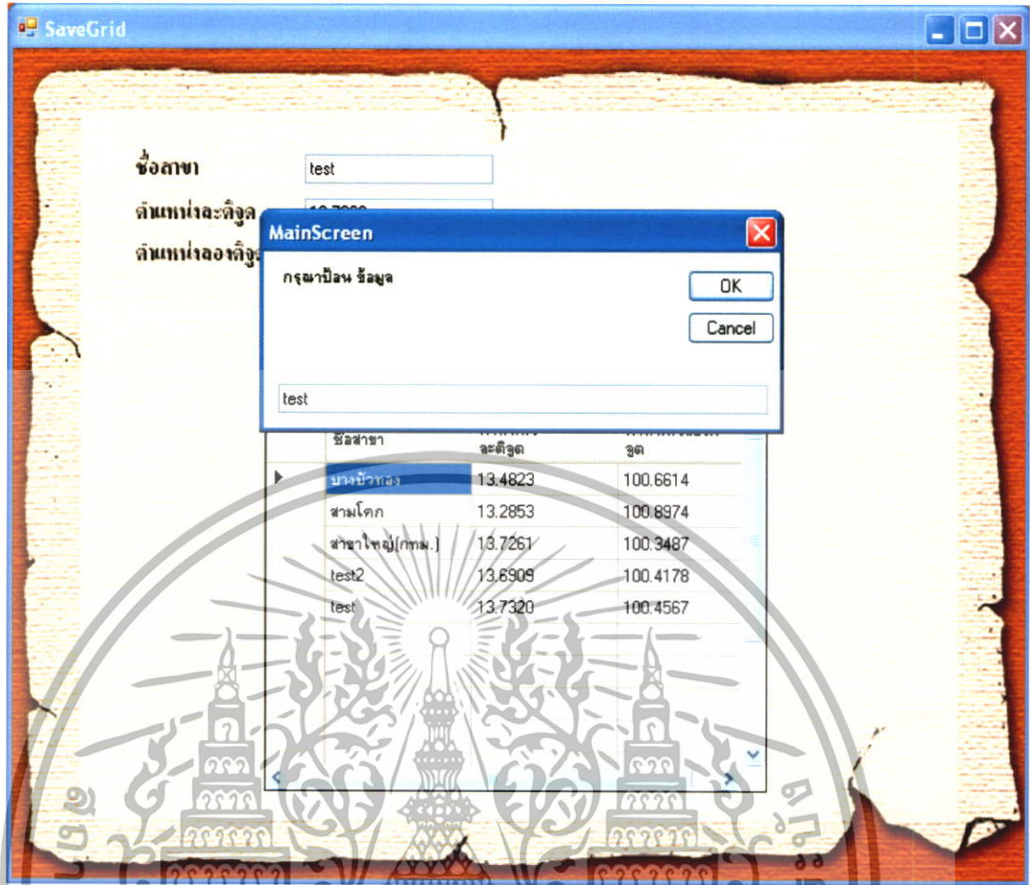 SaveGrid
ชื่อสาขา test
ตำแหน่งละติจูด
ตำแหน่งลองติจูด
MainScreen
กรุณาป้อน ข้อมูล
OK
Cancel
test
ชื่อสาขา ละติจูด จูด
บางบัวทอง 13.4823 100.6614
สามโคก 13.2853 100.8974
สาขาใหญ่(กทม.) 13.7261 100.3487
test2 13.6909 100.4178
test 13.7320 100.4567